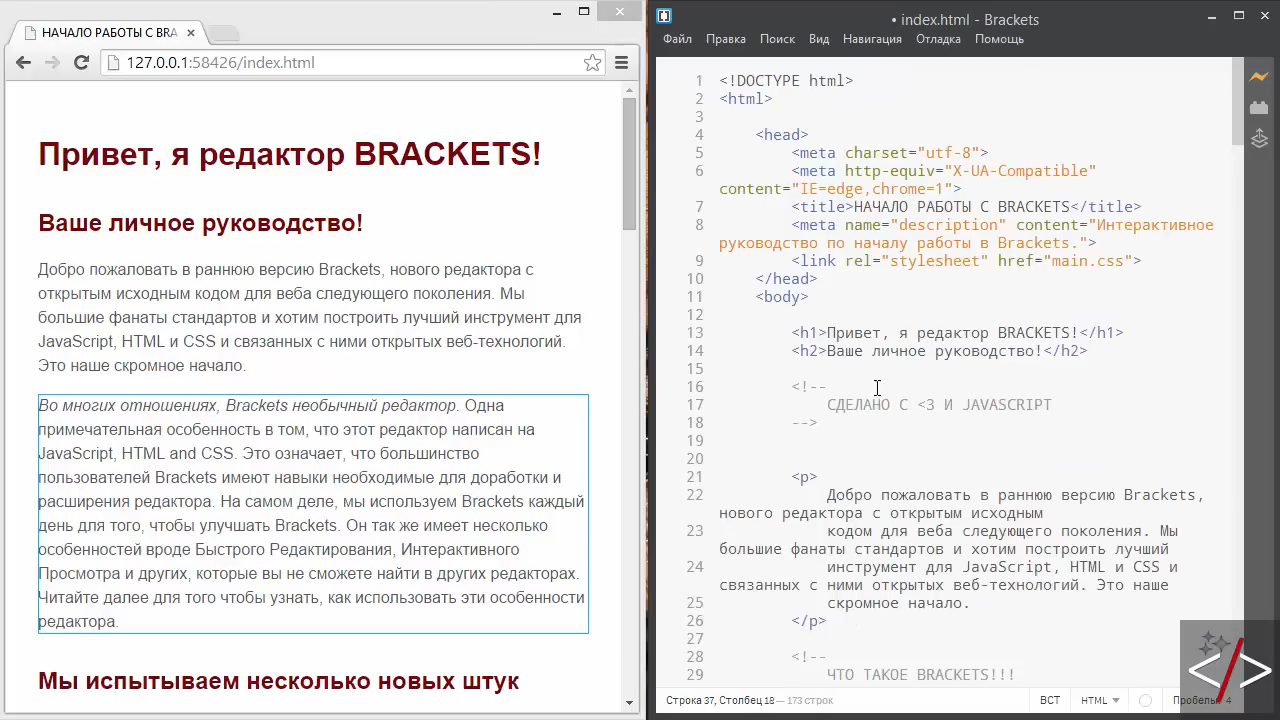 НАЧАЛО РАБОТЫ С BRA
127.0.0.1:58426/index.html
Привет, я редактор BRACKETS!
Ваше личное руководство!
Добро пожаловать в раннюю версию Brackets, нового редактора с
открытым исходным кодом для веба следующего поколения. Мы
большие фанаты стандартов и хотим построить лучший инструмент для
JavaScript, HTML и CSS и связанных с ними открытых веб-технологий.
Это наше скромное начало.
Во многих отношениях, Brackets необычный редактор. Одна
примечательная особенность в том, что этот редактор написан на
JavaScript, HTML and CSS. Это означает, что большинство
пользователей Brackets имеют навыки необходимые для доработки и
расширения редактора. На самом деле, мы используем Brackets каждый
день для того, чтобы улучшать Brackets. Он так же имеет несколько
особенностей вроде Быстрого Редактирования, Интерактивного
Просмотра и других, которые вы не сможете найти в других редакторах.
Читайте далее для того чтобы узнать, как использовать эти особенности
редактора.
Мы испытываем несколько новых штук
• index.html - Brackets
Файл Правка Поиск Вид Навигация Отладка Помощь
1 <!DOCTYPE html>
2 <html>
3
4 <head>
5 <meta charset="utf-8">
6 <meta http-equiv="X-UA-Compatible"
content="IE=edge,chrome=1">
7 <title>НАЧАЛО РАБОТЫ С BRACKETS</title>
8 <meta name="description" content="Интерактивное
руководство по началу работы в Brackets.">
9 <link rel="stylesheet" href="main.css">
10 </head>
11 <body>
12
13 <h1>Привет, я редактор BRACKETS!</h1>
14 <h2>Ваше личное руководство!</h2>
15
16 <!--
17 СДЕЛАНО С <3 И JAVASCRIPT
18 -->
19
20
21 <p>
22 Добро пожаловать в раннюю версию Brackets,
нового редактора с открытым исходным
23 кодом для веба следующего поколения. Мы
большие фанаты стандартов и хотим построить лучший
24 инструмент для JavaScript, HTML и CSS и
связанных с ними открытых веб-технологий. Это наше
25 скромное начало.
26 </p>
27
28 <!--
29 ЧТО ТАКОЕ BRACKETS!!!
Строка 37, Столбец 18 — 173 строк ВСТ HTML Пробелы: 4